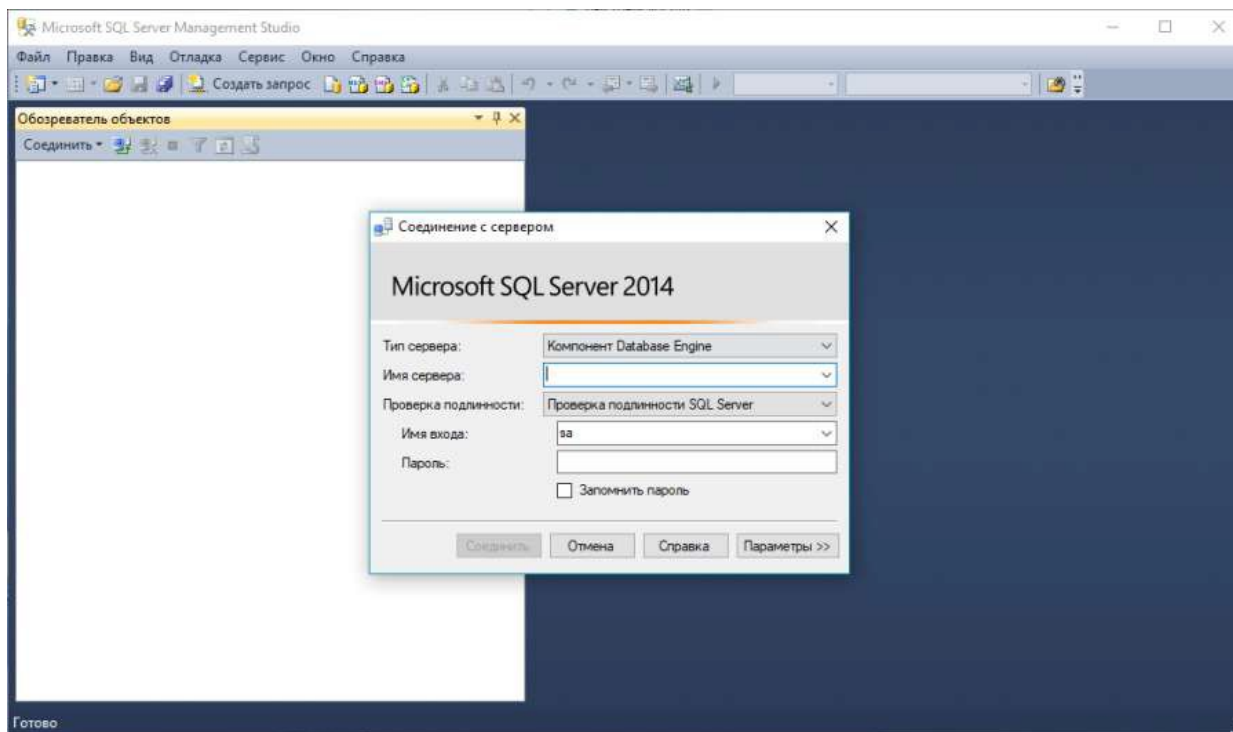 Microsoft SQL Server Management Studio
Файл Правка Вид Отладка Сервис Окно Справка
Создать запрос
Обозреватель объектов
Соединить
Соединение с сервером
Microsoft SQL Server 2014
Тип сервера: Компонент Database Engine
Имя сервера:
Проверка подлинности: Проверка подлинности SQL Server
Имя входа: sa
Пароль:
Запомнить пароль
Соединить Отмена Справка Параметры >>
Готово